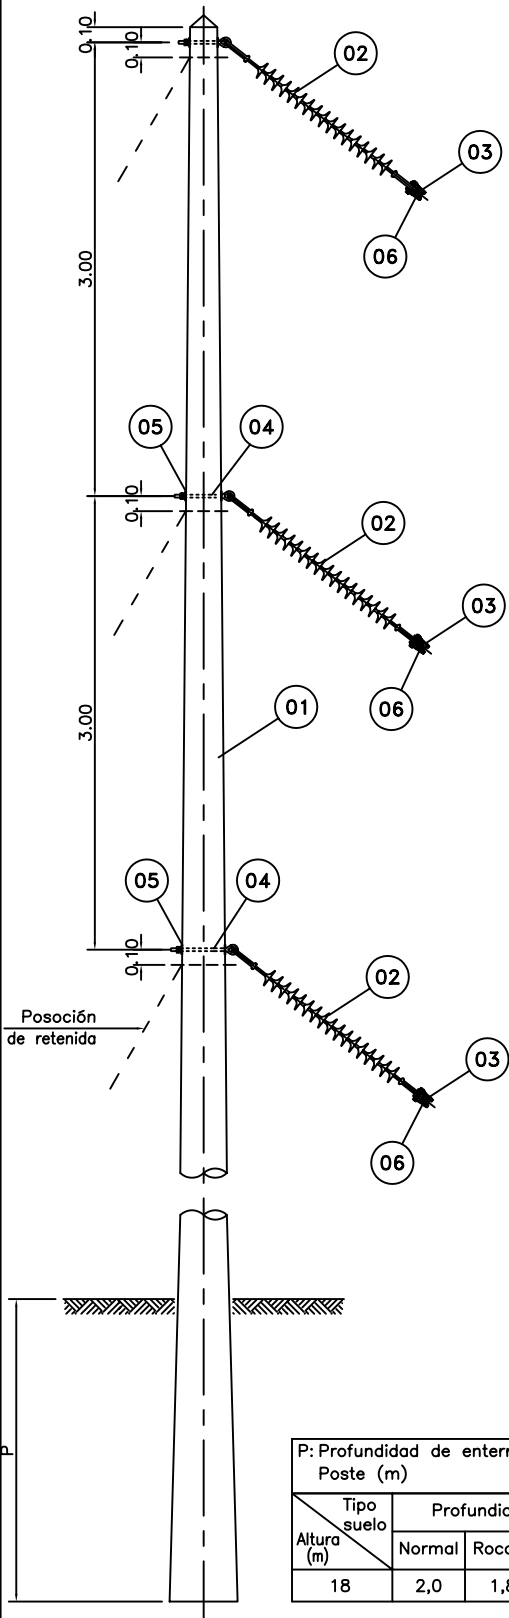 0.10
0.10
02
03
06
3.00
05
04
0.10
02
03
06
01
3.00
05
04
0.10
02
Posoción
de retenida
03
06
P
P: Profundidad de
Poste (m)
Tipo
suelo
Altura
(m)
Normal
18
2,0